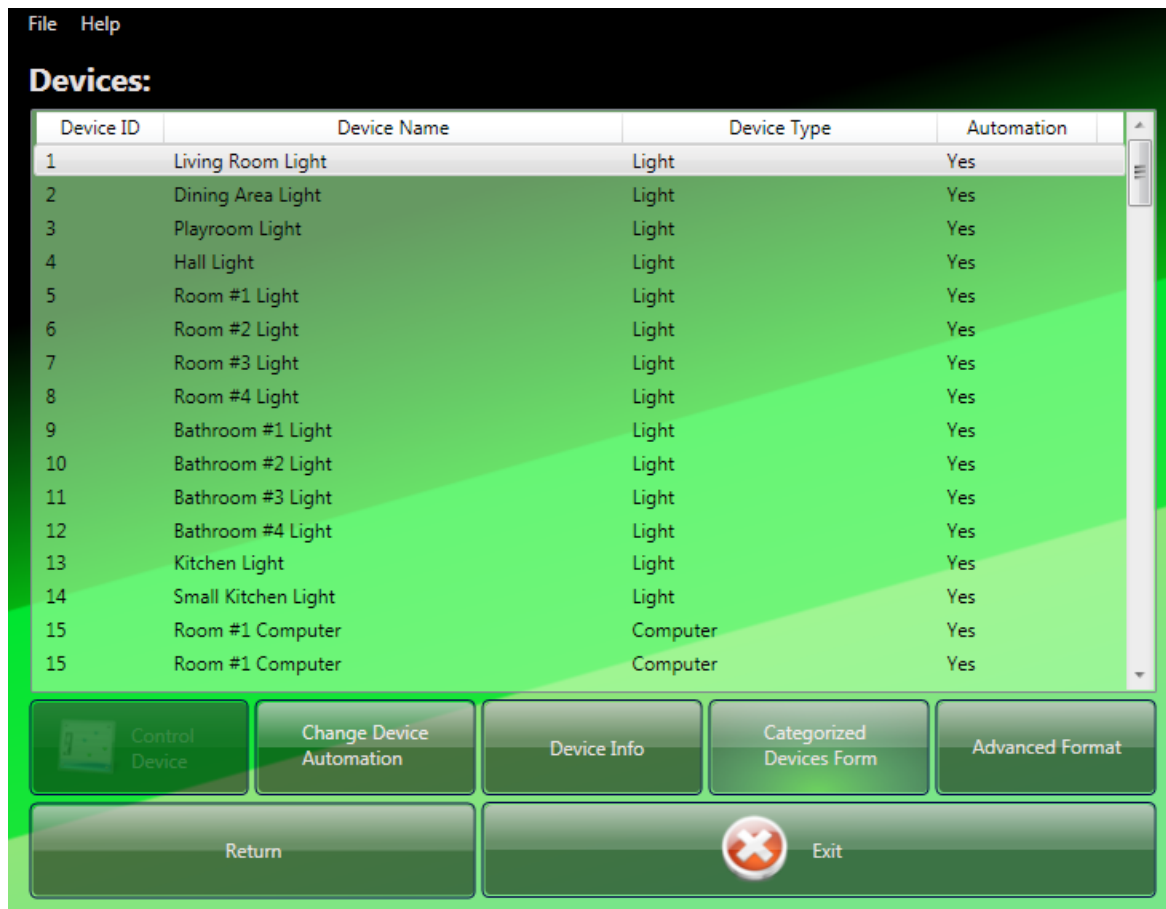 File Help
Devices:
Device ID Device Name Device Type Automation
1 Living Room Light Light Yes
2 Dining Area Light Light Yes
3 Playroom Light Light Yes
4 Hall Light Light Yes
5 Room #1 Light Light Yes
6 Room #2 Light Light Yes
7 Room #3 Light Light Yes
8 Room #4 Light Light Yes
9 Bathroom #1 Light Light Yes
10 Bathroom #2 Light Light Yes
11 Bathroom #3 Light Light Yes
12 Bathroom #4 Light Light Yes
13 Kitchen Light Light Yes
14 Small Kitchen Light Light Yes
15 Room #1 Computer Computer Yes
15 Room #1 Computer Computer Yes
Control
Device
Change Device
Automation
Device Info
Categorized
Devices Form
Advanced Format
Return
Exit